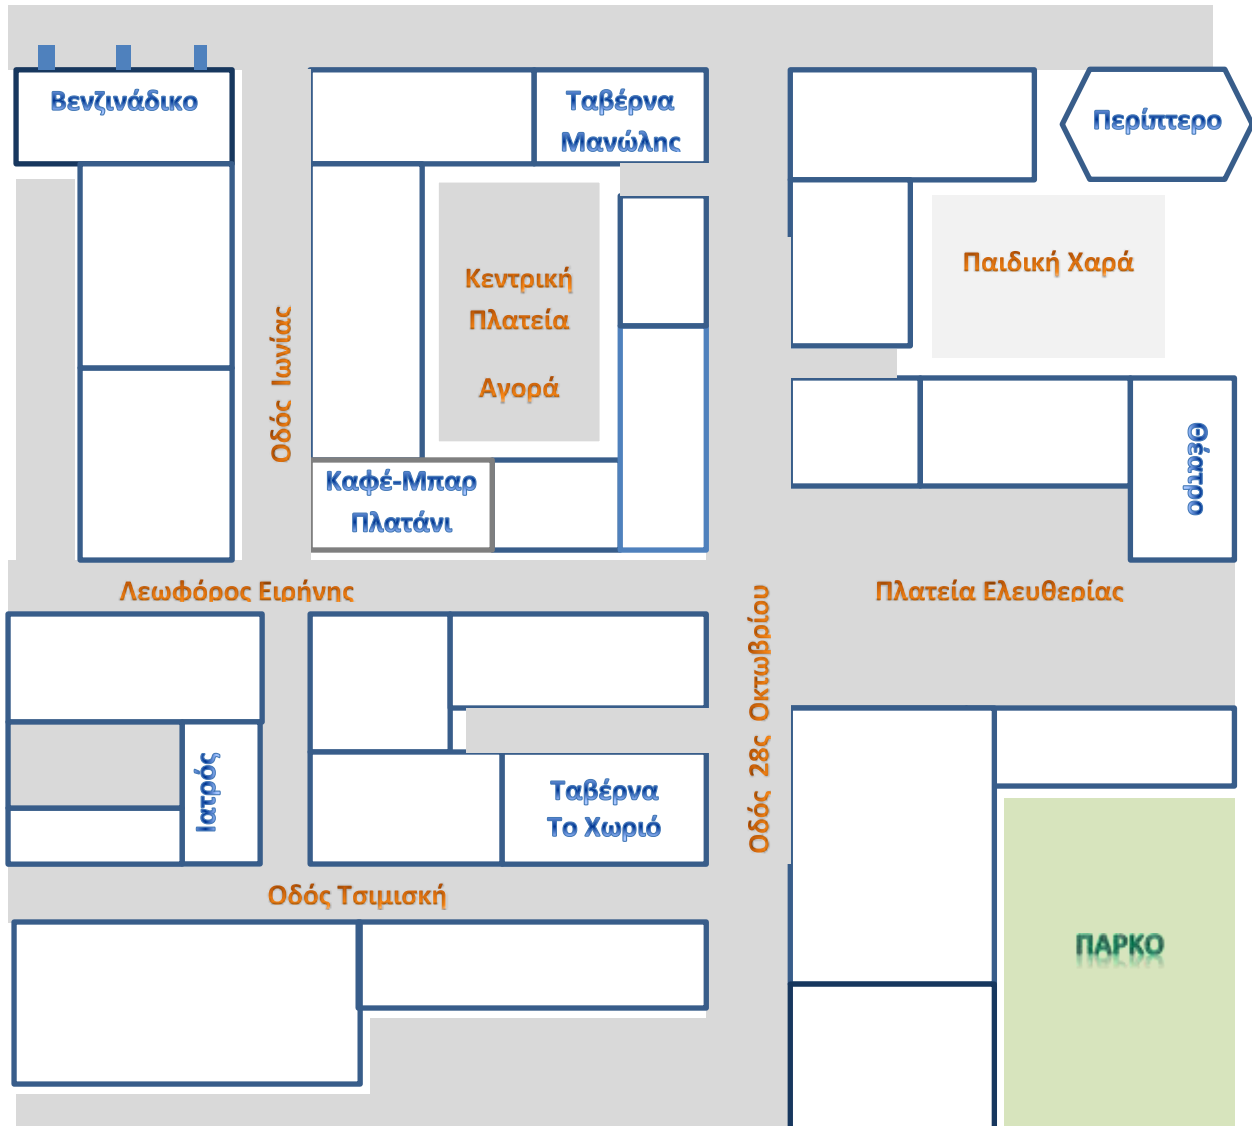 Βενζινάδικο
Ταβέρνα
Μανώλης
Περίπτερο
Κεντρική
Πλατεία
Αγορά
Παιδική Χαρά
Οδός Ιωνίας
Καφέ-Μπαρ
Πλατάνι
Θέατρο
Λεωφόρος Ειρήνης
Πλατεία Ελευθερίας
Οδός 28ς Οκτωβρίου
Ιατρός
Ταβέρνα
Το Χωριό
Οδός Τσιμισκή
ΠΑΡΚΟ